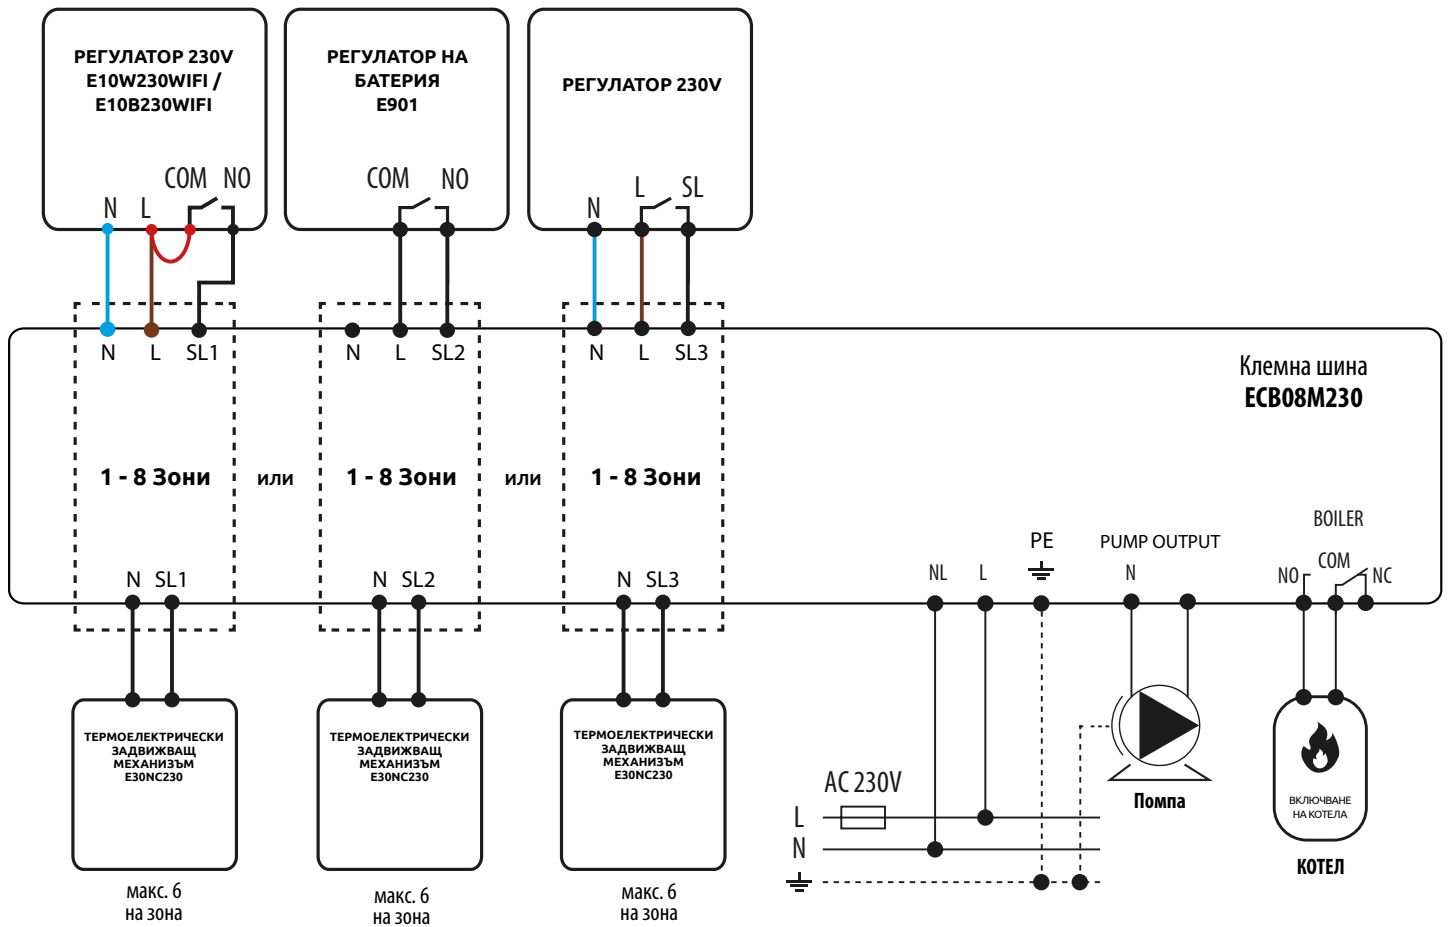 РЕГУЛАТОР 230V
E10W230WIFI /
E10B230WIFI
COM NO
N L
РЕГУЛАТОР НА
БАТЕРИЯ
E901
COM NO
РЕГУЛАТОР 230V
L SL
N
N L SL1
N L SL2
N L SL3
Клемна шина
ECB08M230
1 - 8 Зони
или
1 - 8 Зони
или
1 - 8 Зони
N SL1
N SL2
N SL3
NL
L
PE
PUMP OUTPUT
N
BOILER
NO
COM
NC
ТЕРМОЕЛЕКТРИЧЕСКИ
ЗАДВИЖВАЩ
МЕХАНИЗЪМ
E30NC230
ТЕРМОЕЛЕКТРИЧЕСКИ
ЗАДВИЖВАЩ
МЕХАНИЗЪМ
E30NC230
ТЕРМОЕЛЕКТРИЧЕСКИ
ЗАДВИЖВАЩ
МЕХАНИЗЪМ
E30NC230
макс. 6
на зона
макс. 6
на зона
макс. 6
на зона
AC 230V
L
N
Помпа
ВКЛЮЧВАНЕ
НА КОТЕЛА
КОТЕЛ